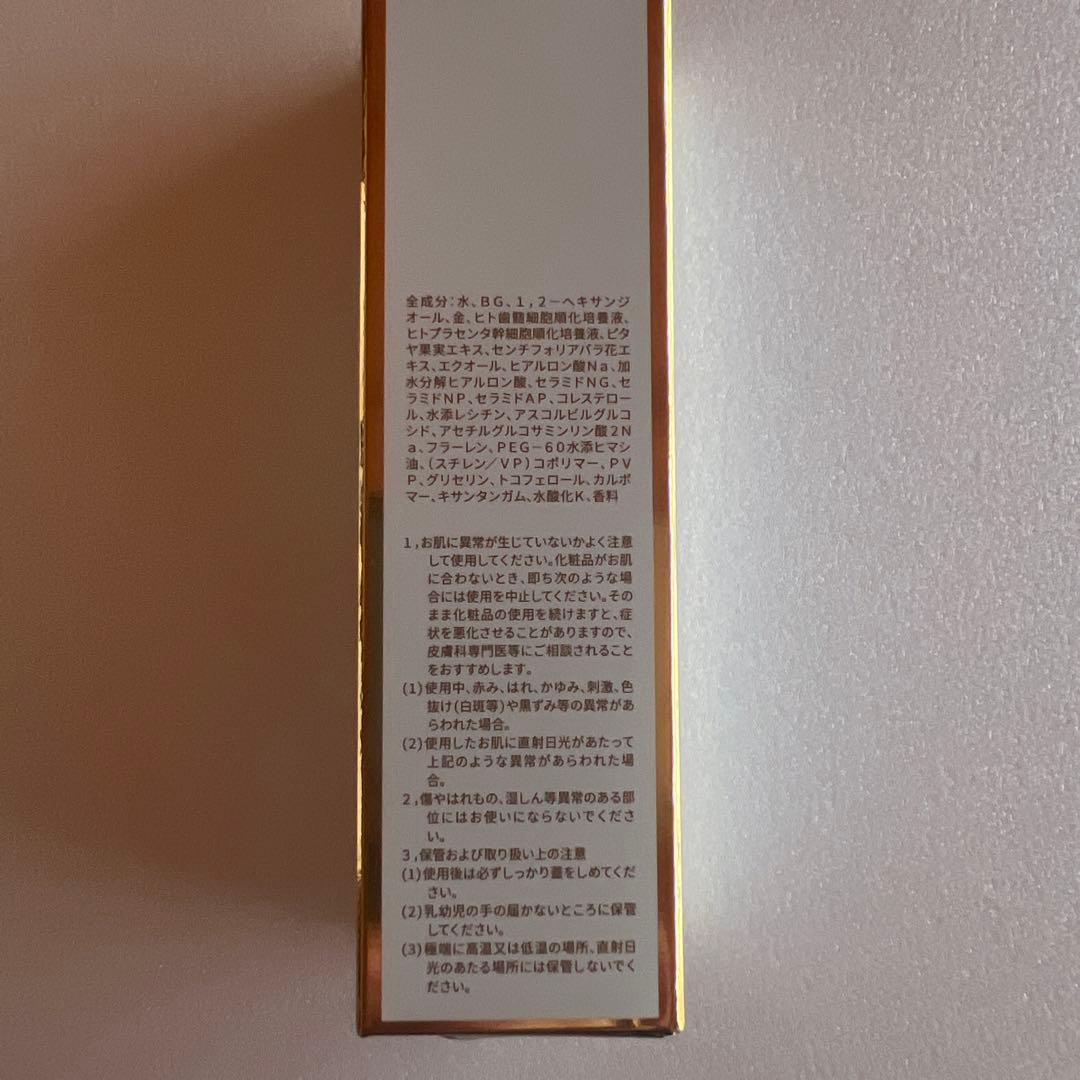 全成分：水、ＢＧ、１，２－ヘキサンジ
オール、金、ヒト歯髄細胞順化培養液、
ヒトプラセンタ幹細胞順化培養液、ピタ
ヤ果実エキス、センチフォリアバラ花エ
キス、エクオール、ヒアルロン酸Ｎａ、加
水分解ヒアルロン酸、セラミドＮＧ、セ
ラミドＮＰ、セラミドＡＰ、コレステロー
ル、水添レシチン、アスコルビルグルコ
シド、アセチルグルコサミンリン酸２Ｎ
ａ、フラーレン、ＰＥＧ－６０水添ヒマシ
油、（スチレン／ＶＰ）コポリマー、ＰＶ
Ｐ、グリセリン、トコフェロール、カルボ
マー、キサンタンガム、水酸化Ｋ、香料
１，お肌に異常が生じていないかよく注意
して使用してください。化粧品がお肌
に合わないとき、即ち次のような場
合には使用を中止してください。その
まま化粧品の使用を続けますと、症
状を悪化させることがありますので、
皮膚科専門医等にご相談されること
をおすすめします。
(1)使用中、赤み、はれ、かゆみ、刺激、色
抜け(白斑等)や黒ずみ等の異常があ
らわれた場合。
(2)使用したお肌に直射日光があたって
上記のような異常があらわれた場
合。
２，傷やはれもの、湿しん等異常のある部
位にはお使いにならないでくださ
い。
３，保管および取り扱い上の注意
(1)使用後は必ずしっかり蓋をしめてくだ
さい。
(2)乳幼児の手の届かないところに保管
してください。
(3)極端に高温又は低温の場所、直射日
光のあたる場所には保管しないでく
ださい。